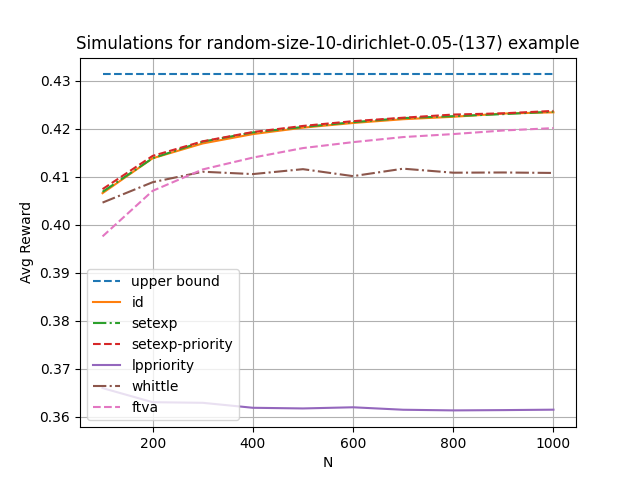 Simulations for random-size-10-dirichlet-0.05-(137) example
Avg Reward
0.43
0.42
0.41
0.40
0.39
0.38
0.37
0.36
upper bound
id
setexp
setexp-priority
lppriority
whittle
ftva
200
400
600
800
1000
N